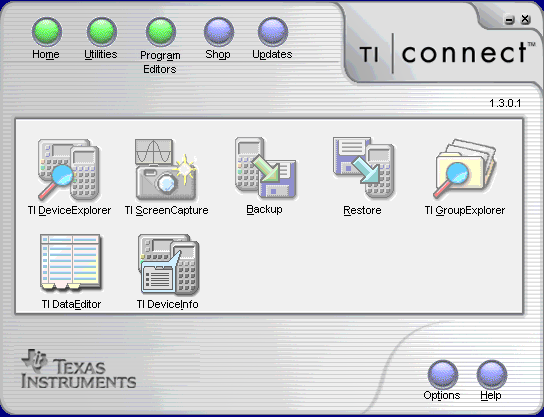 Home Utilities Program Editors Shop Updates
TI connect™
1.3.0.1
TI DeviceExplorer TI ScreenCapture Backup Restore TI GroupExplorer
TI DataEditor TI DeviceInfo
TEXAS
INSTRUMENTS
Options Help